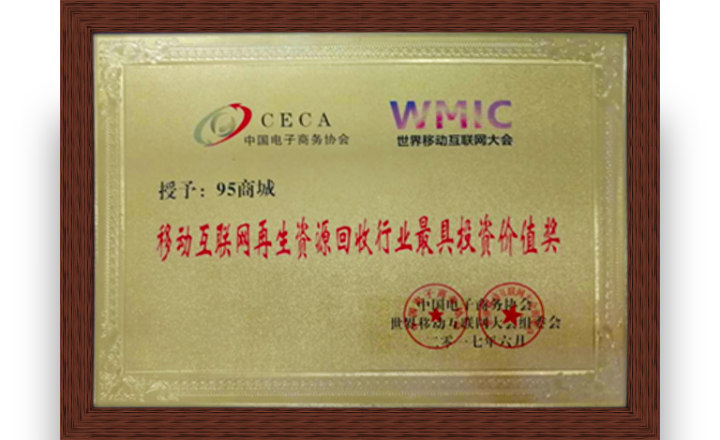 CECA
中国电子商务协会
WMIC
世界移动互联网大会
授予：95商城
移动互联网再生资源回收行业最具投资价值奖
中国电子商务协会
世界移动互联网大会组委会
二零一七年六月